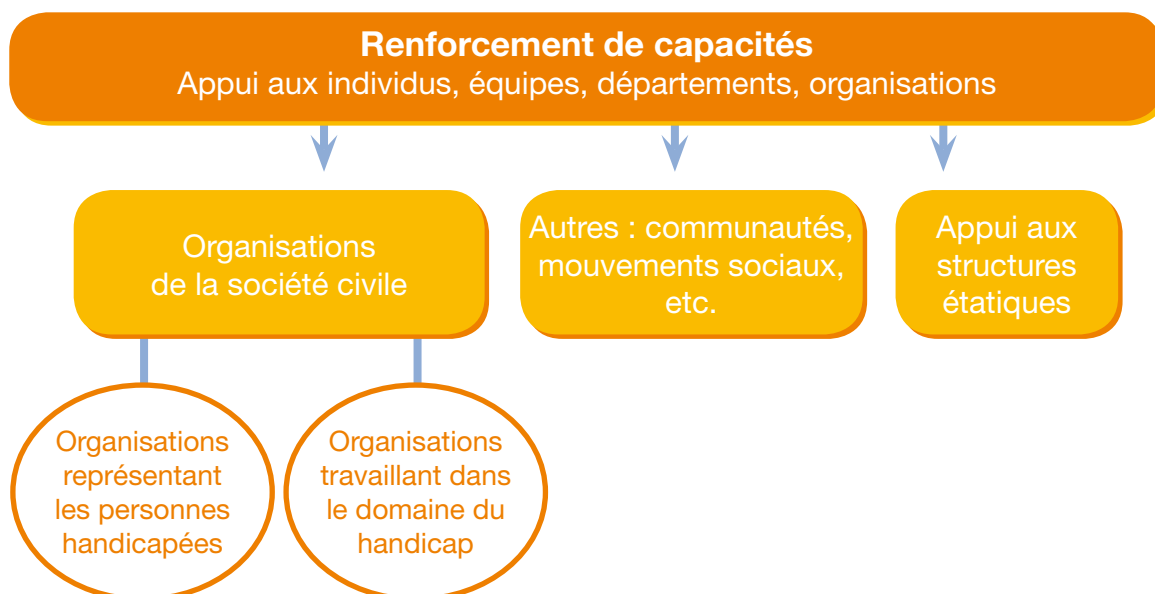 Renforcement de capacités
Appui aux individus, équipes, départements, organisations
Organisations
de la société civile
Autres : communautés,
mouvements sociaux,
etc.
Appui aux
structures
étatiques
Organisations
représentant
les personnes
handicapées
Organisations
travaillant dans
le domaine du
handicap